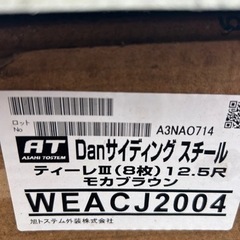 ロット
No
A3NAO714
AT
ASAHI TOSTEM
Danサイディング スチール
ティーレⅢ(8枚) 12.5尺
モカブラウン
WEACJ2004
旭トステム外装株式会社